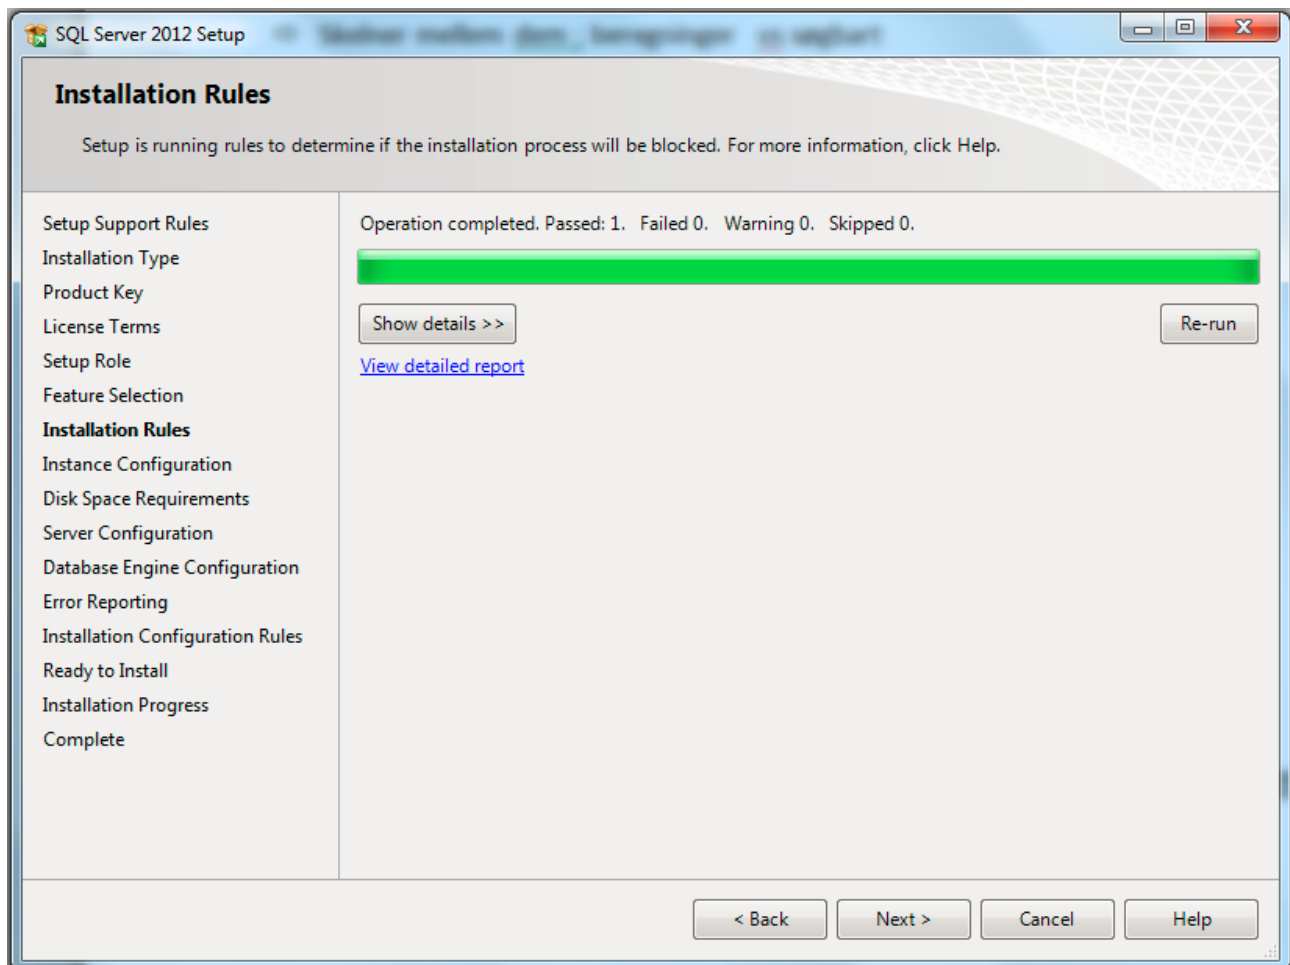 SQL Server 2012 Setup
Installation Rules
Setup is running rules to determine if the installation process will be blocked. For more information, click Help.
Setup Support Rules
Installation Type
Product Key
License Terms
Setup Role
Feature Selection
Installation Rules
Instance Configuration
Disk Space Requirements
Server Configuration
Database Engine Configuration
Error Reporting
Installation Configuration Rules
Ready to Install
Installation Progress
Complete
Operation completed. Passed: 1.   Failed 0.   Warning 0.   Skipped 0.
Show details >>
Re-run
View detailed report
< Back
Next >
Cancel
Help